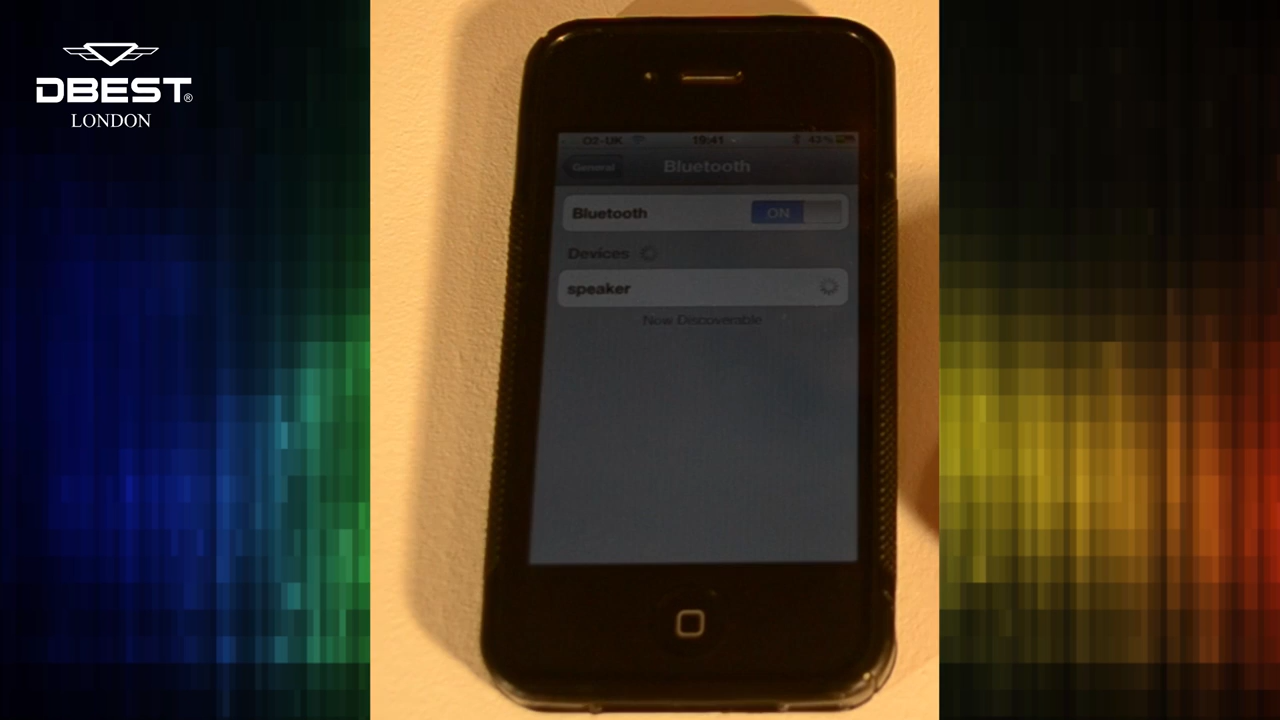 DBEST®
LONDON
O2-UK 19:41 43%
General Bluetooth
Bluetooth ON
Devices
speaker
Now Discoverable